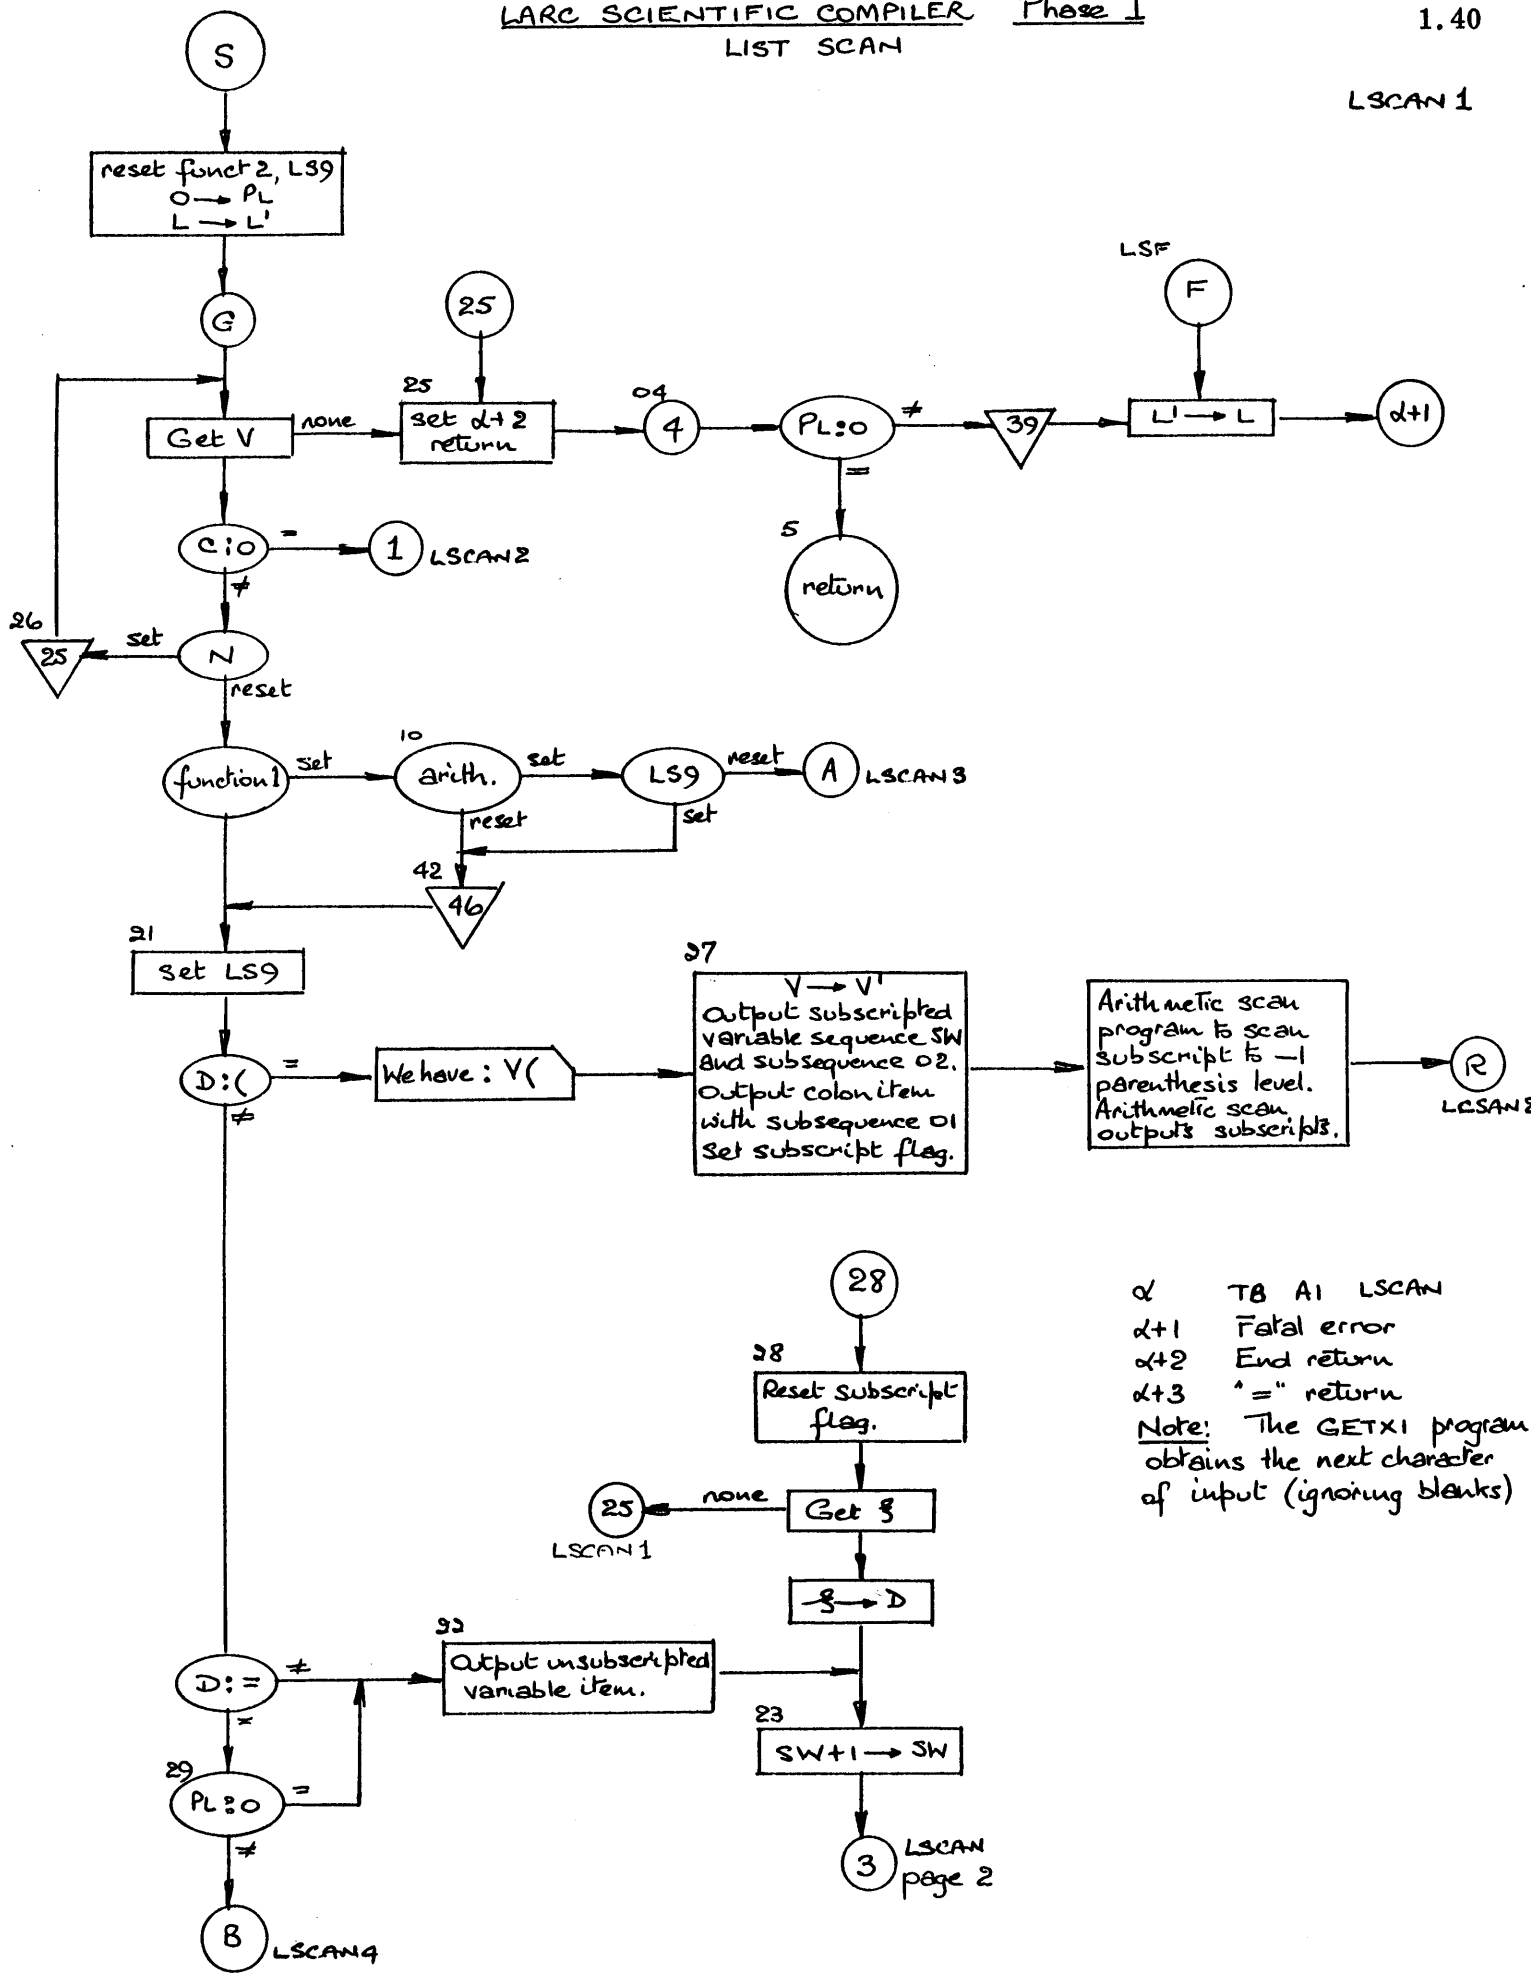 LARC SCIENTIFIC COMPILER Phase I
1.40
LIST SCAN
LSCAN 1
S
reset funct 2, LS9
O → PL
L → L'
G
25
LSF
F
Get V
none
25
set α+2
return
04
4
PL:0
≠
39
L' → L
α+1
=
5
return
C:0
=
1
LSCAN2
≠
26
25
set
N
reset
function1
set
10
arith.
set
LS9
reset
A
LSCAN3
reset
set
42
46
21
set LS9
D:(
=
We have: V(
≠
27
V → V'
Output subscripted
variable sequence SW
and subsequence 02.
Output colon item
with subsequence 01
Set subscript flag.
Arithmetic scan
program to scan
subscript to -1
parenthesis level.
Arithmetic scan
outputs subscripts.
R
LCSAN2
28
28
Reset subscript
flag.
Get ξ
none
25
LSCAN1
ξ → D
α TB A1 LSCAN
α+1 Fatal error
α+2 End return
α+3 "=" return
Note: The GETX1 program
obtains the next character
of input (ignoring blanks)
D:=
≠
22
Output unsubscripted
variable item.
=
29
PL:0
=
≠
23
SW+1 → SW
3
LSCAN
page 2
B
LSCAN4